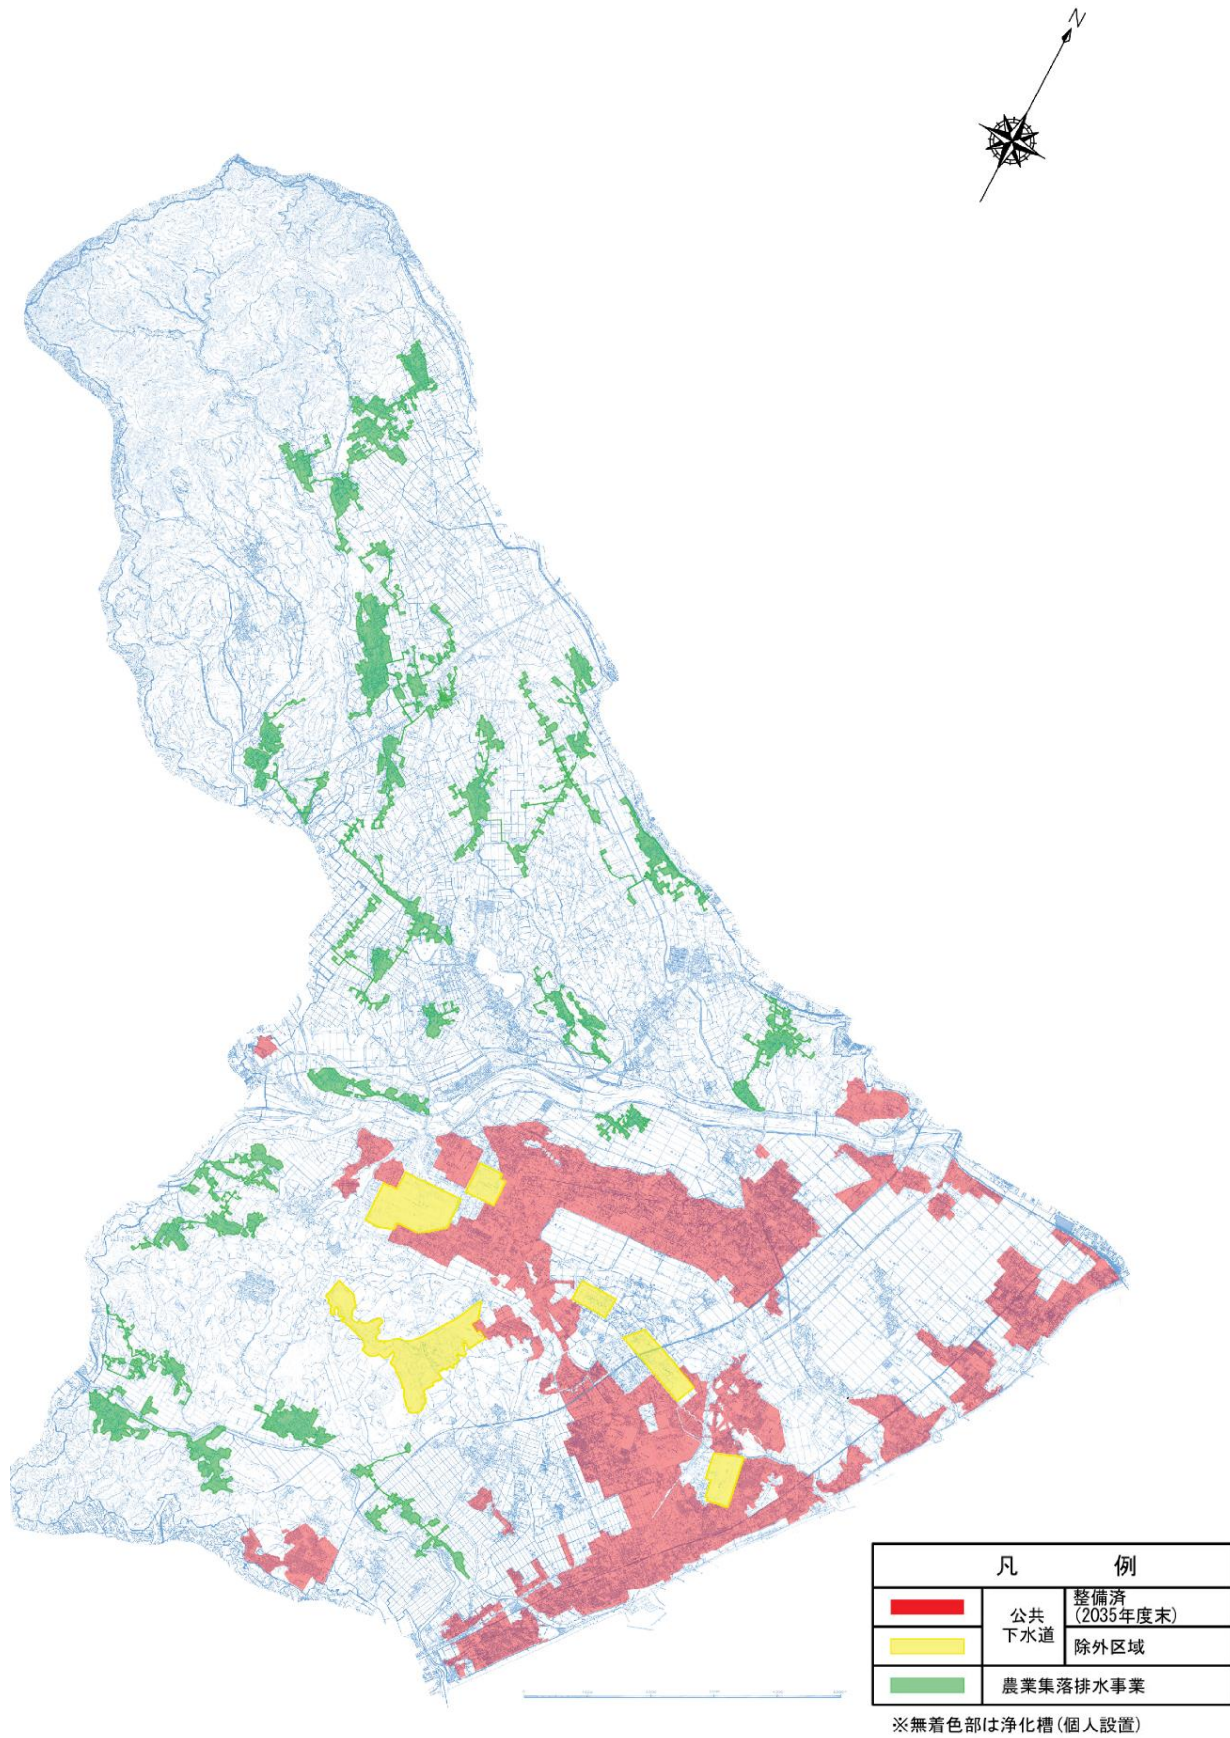 N
凡 例
公共
下水道
整備済
(2035年度末)
除外区域
農業集落排水事業
※無着色部は浄化槽(個人設置)